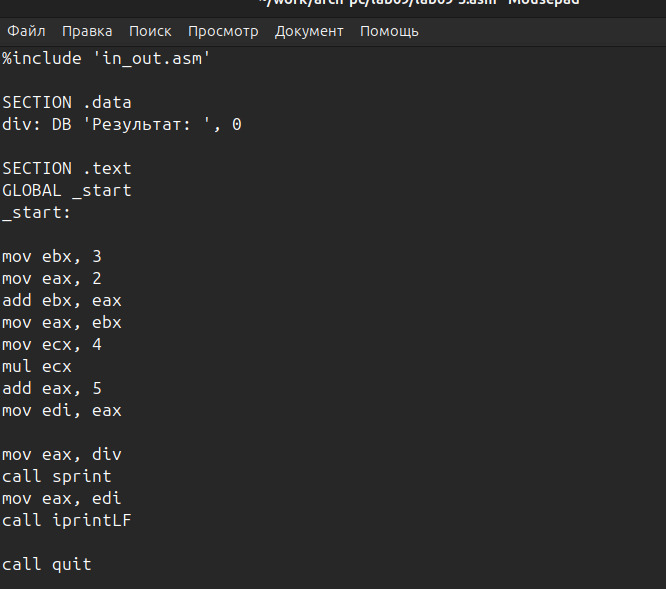 ~/work/arch-pc/lab09/lab09-5.asm - Mousepad
Файл Правка Поиск Просмотр Документ Помощь
%include 'in_out.asm'
SECTION .data
div: DB 'Результат: ', 0
SECTION .text
GLOBAL _start
_start:
mov ebx, 3
mov eax, 2
add ebx, eax
mov eax, ebx
mov ecx, 4
mul ecx
add eax, 5
mov edi, eax
mov eax, div
call sprint
mov eax, edi
call iprintLF
call quit